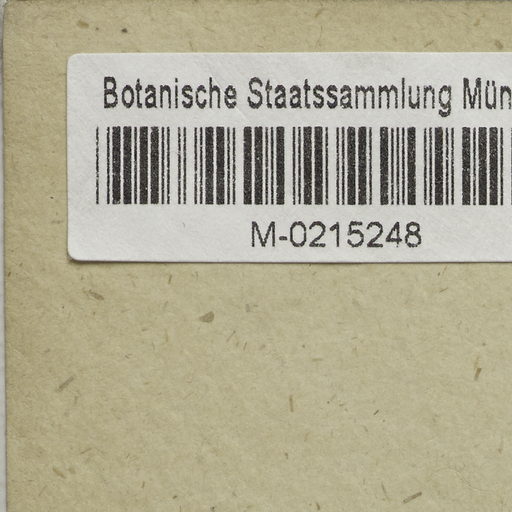 Botanische Staatssammlung Mün
M-0215248